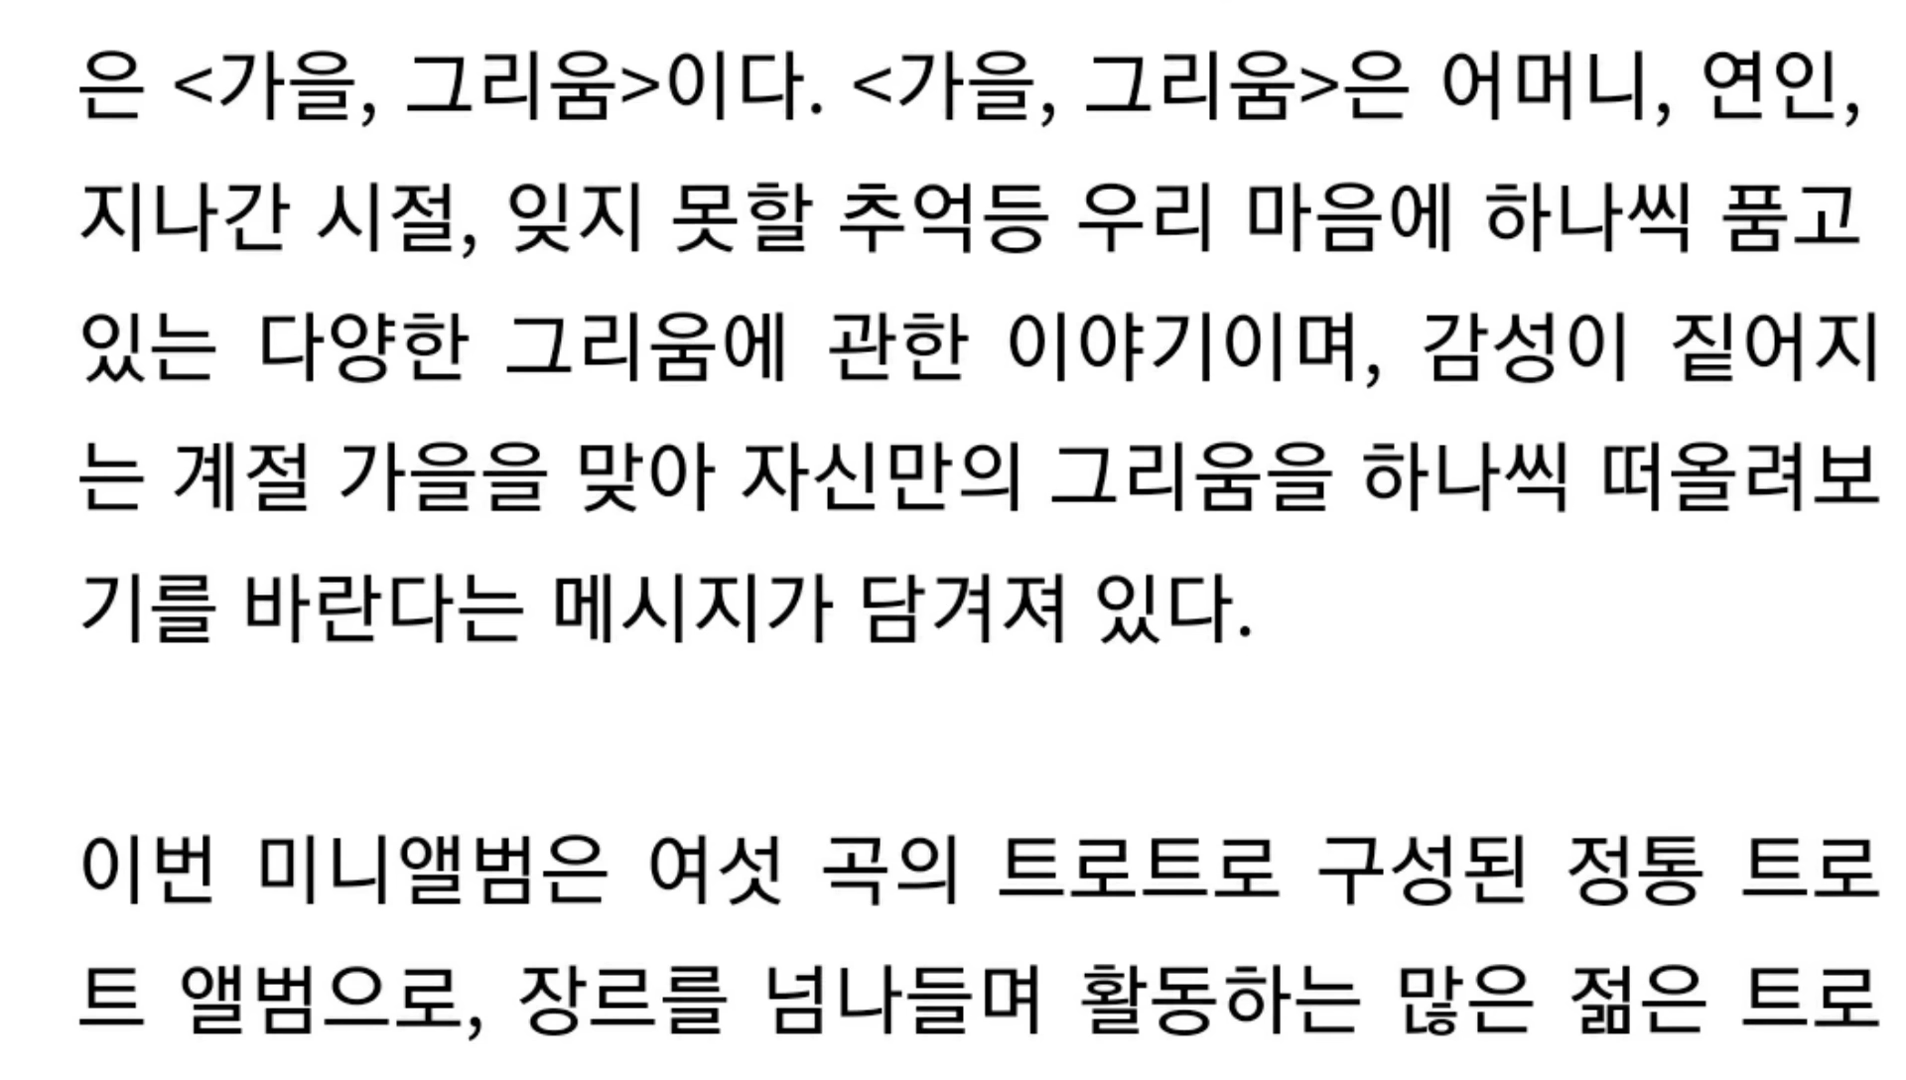 은 <가을, 그리움>이다. <가을, 그리움>은 어머니, 연인,
지나간 시절, 잊지 못할 추억등 우리 마음에 하나씩 품고
있는 다양한 그리움에 관한 이야기이며, 감성이 짙어지
는 계절 가을을 맞아 자신만의 그리움을 하나씩 떠올려보
기를 바란다는 메시지가 담겨져 있다.
이번 미니앨범은 여섯 곡의 트로트로 구성된 정통 트로
트 앨범으로, 장르를 넘나들며 활동하는 많은 젊은 트로